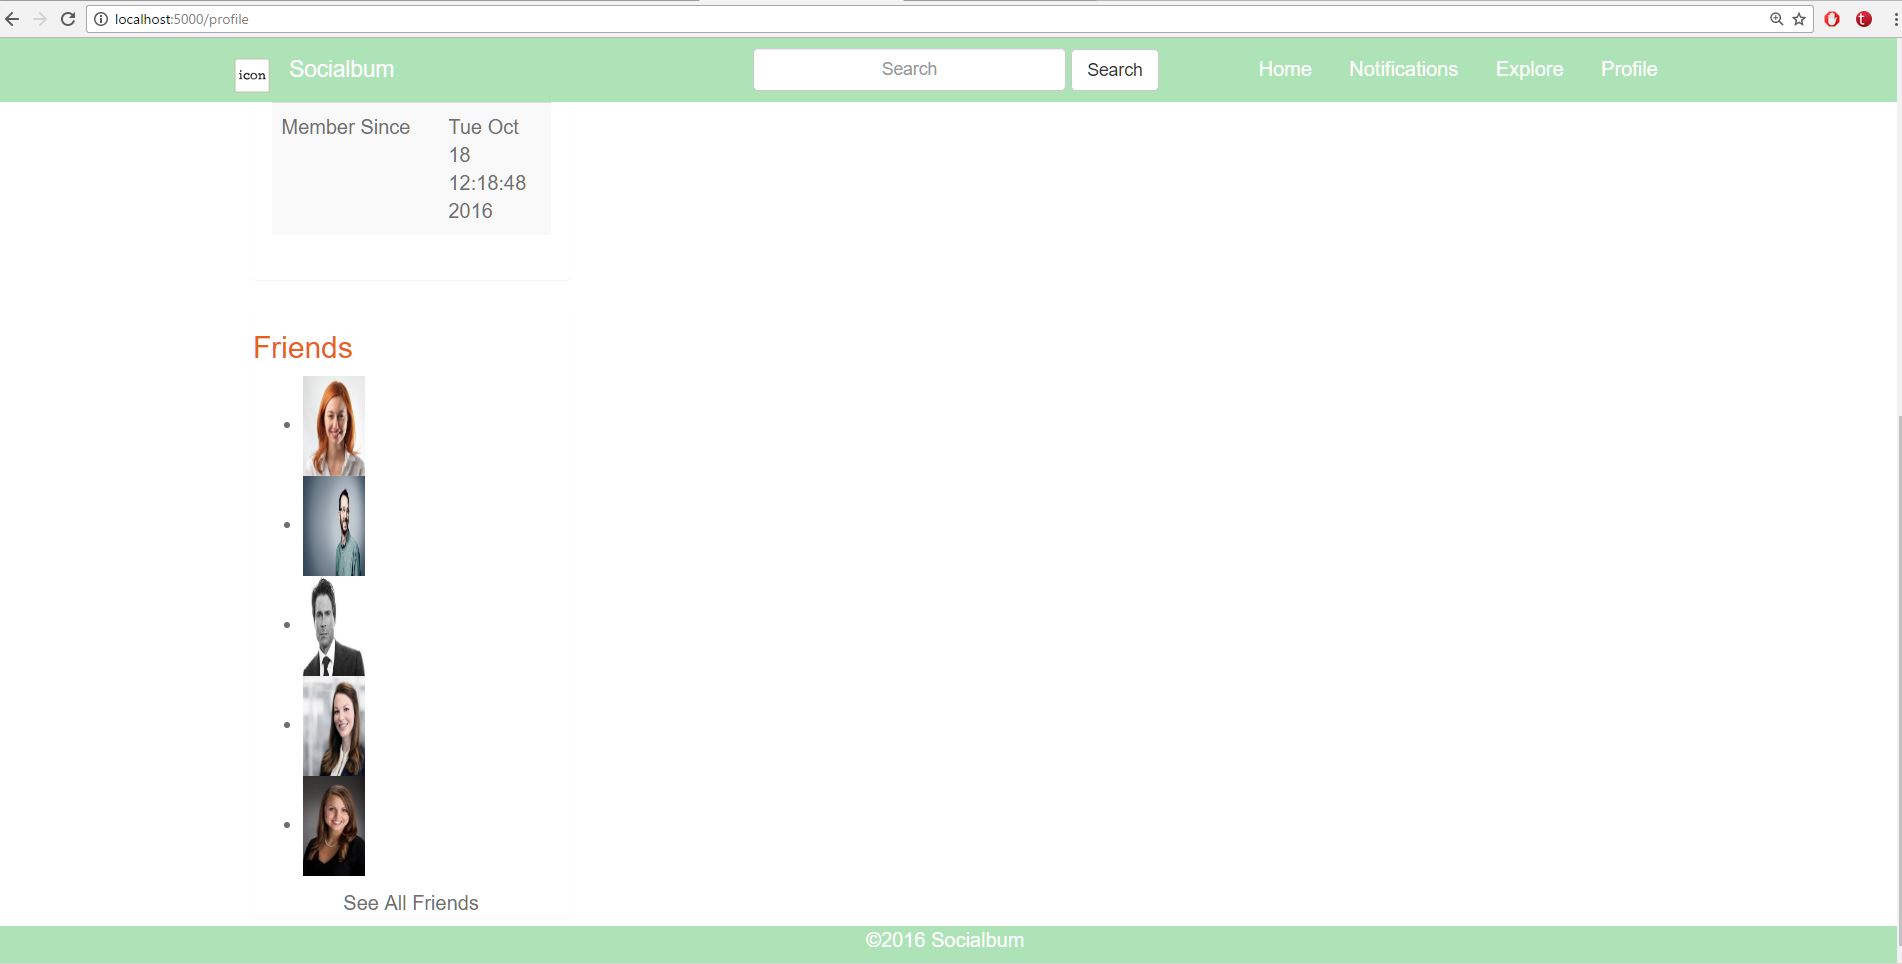 localhost:5000/profile
icon
Socialbum
Search
Search
Home
Notifications
Explore
Profile
Member Since
Tue Oct
18
12:18:48
2016
Friends
See All Friends
©2016 Socialbum